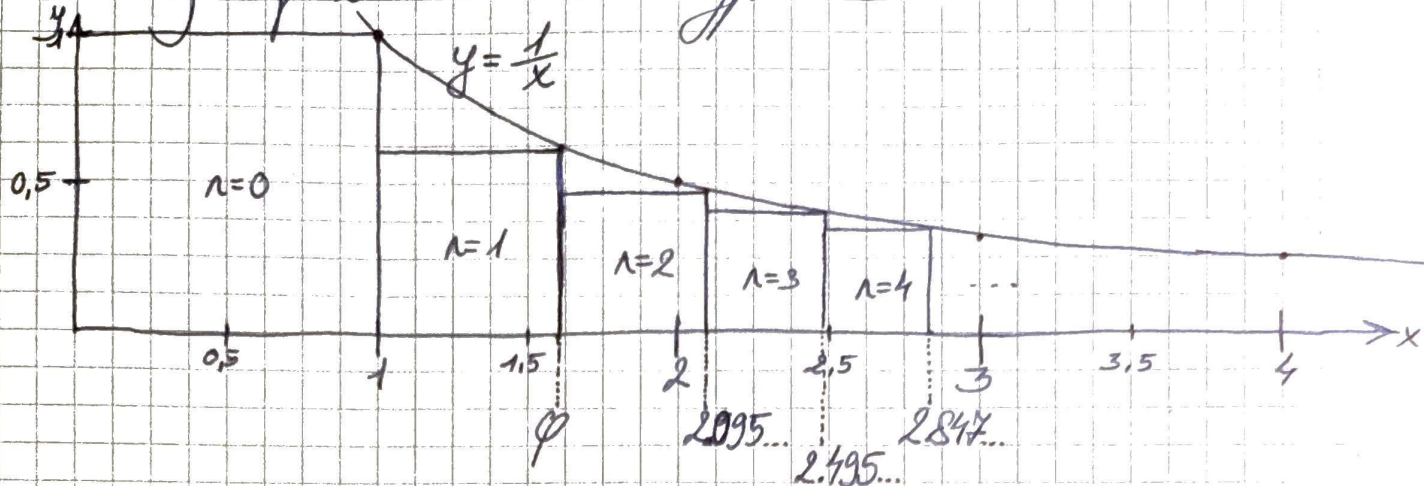 y
1
y = 1/x
0,5
n=0
n=1
n=2
n=3
n=4
...
0,5
1
1,5
2
2,5
3
3,5
4
x
φ
2.095...
2.495...
2.847...